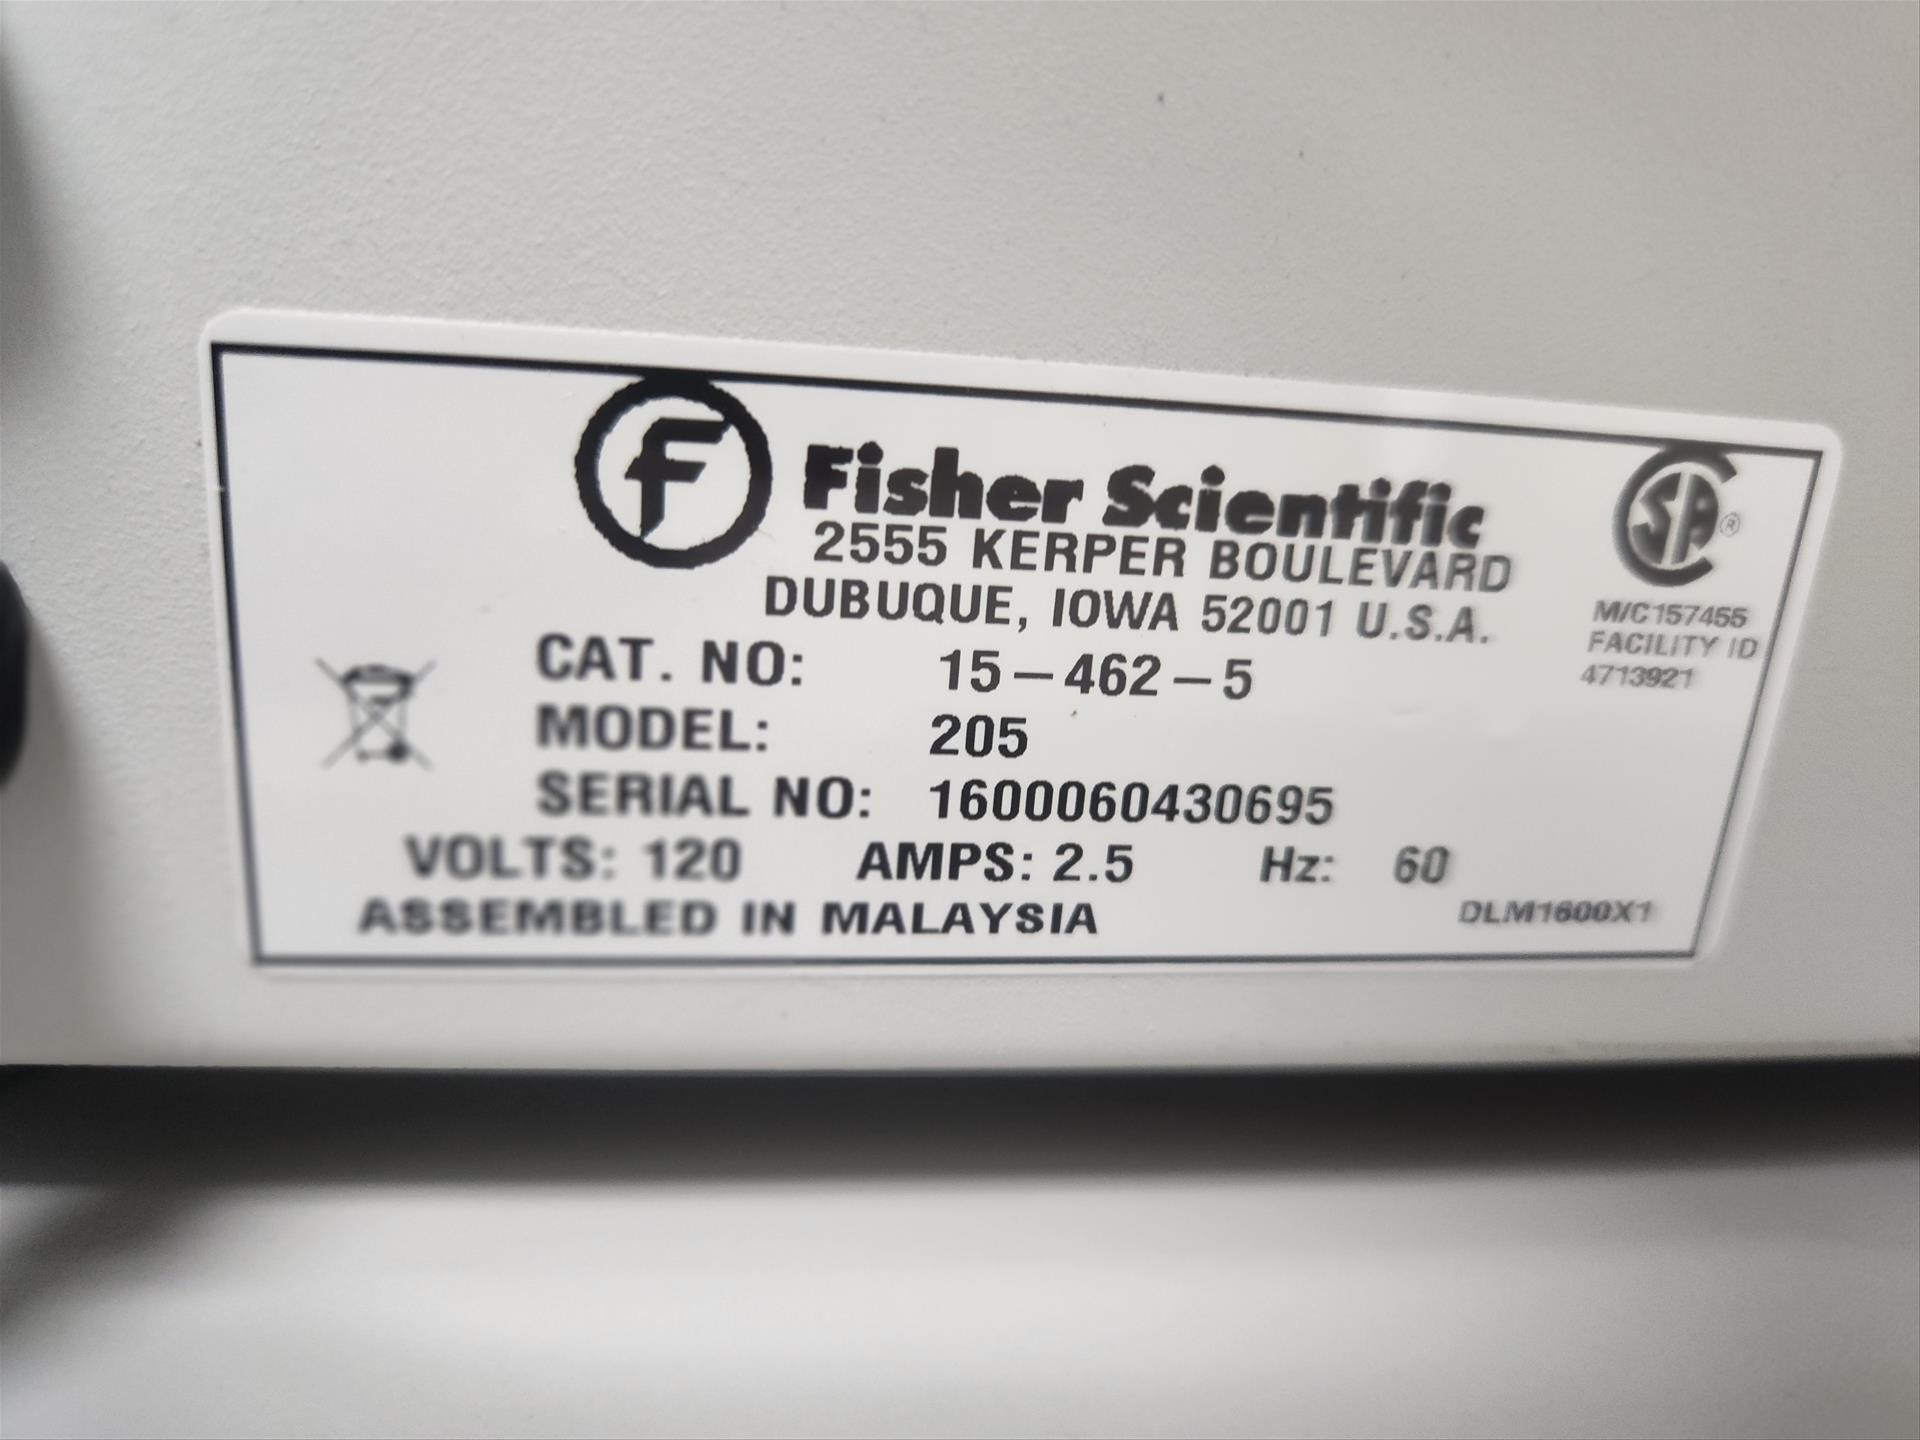 F Fisher Scientific
2555 KERPER BOULEVARD
DUBUQUE, IOWA 52001 U.S.A.
SA ®
M/C157455
FACILITY ID
4713921
CAT. NO: 15-462-5
MODEL: 205
SERIAL NO: 1600060430695
VOLTS: 120 AMPS: 2.5 Hz: 60
ASSEMBLED IN MALAYSIA
DLM1600X1